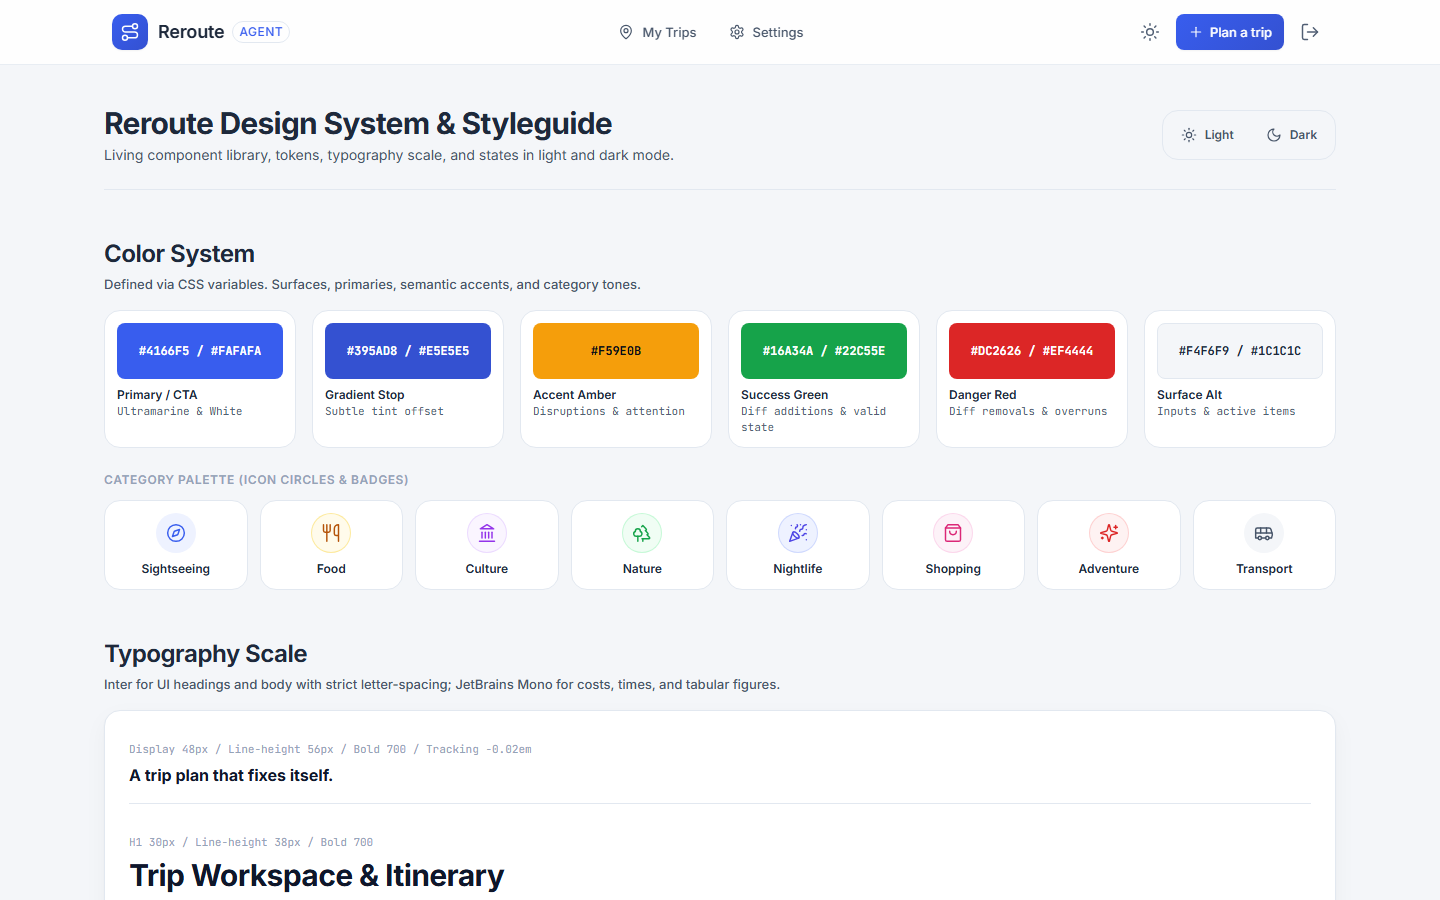 Reroute AGENT
My Trips
Settings
Plan a trip
Reroute Design System & Styleguide
Living component library, tokens, typography scale, and states in light and dark mode.
Light
Dark
Color System
Defined via CSS variables. Surfaces, primaries, semantic accents, and category tones.
#4166F5 / #FAFAFA
Primary / CTA
Ultramarine & White
#395AD8 / #E5E5E5
Gradient Stop
Subtle tint offset
#F59E0B
Accent Amber
Disruptions & attention
#16A34A / #22C55E
Success Green
Diff additions & valid
state
#DC2626 / #EF4444
Danger Red
Diff removals & overruns
#F4F6F9 / #1C1C1C
Surface Alt
Inputs & active items
CATEGORY PALETTE (ICON CIRCLES & BADGES)
Sightseeing
Food
Culture
Nature
Nightlife
Shopping
Adventure
Transport
Typography Scale
Inter for UI headings and body with strict letter-spacing; JetBrains Mono for costs, times, and tabular figures.
Display 48px / Line-height 56px / Bold 700 / Tracking -0.02em
A trip plan that fixes itself.
H1 30px / Line-height 38px / Bold 700
Trip Workspace & Itinerary